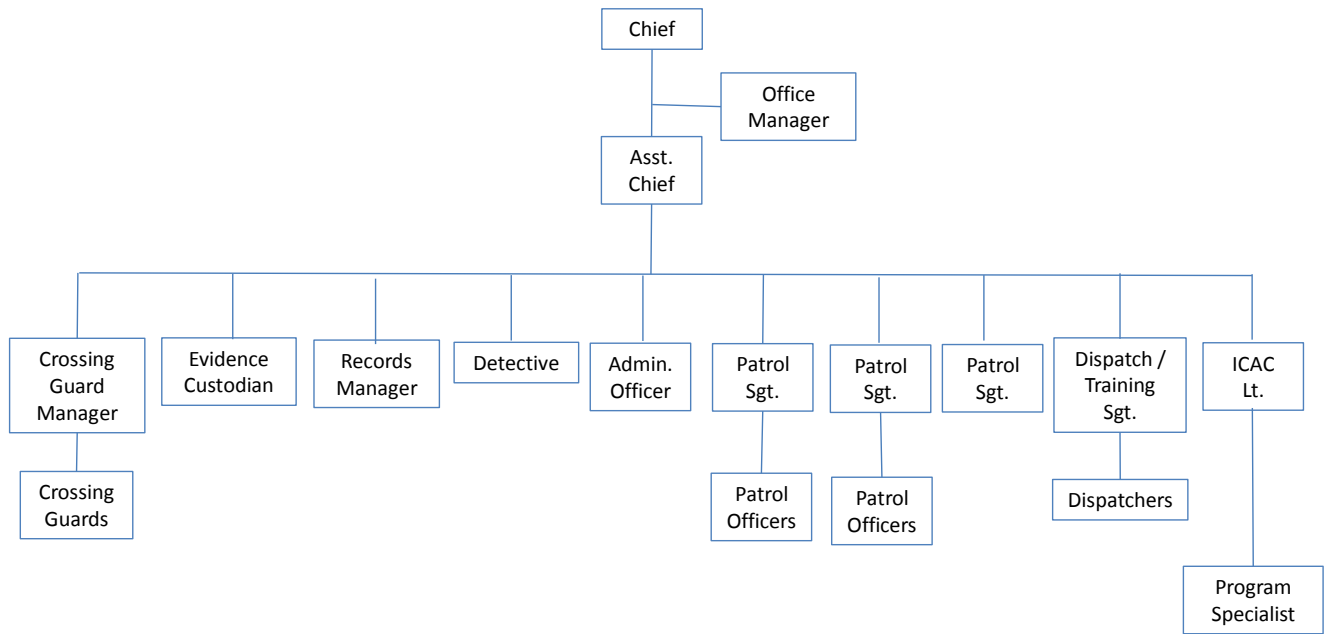 Chief
Office
Manager
Asst.
Chief
Crossing
Guard
Manager
Evidence
Custodian
Records
Manager
Detective
Admin.
Officer
Patrol
Sgt.
Patrol
Sgt.
Patrol
Sgt.
Dispatch /
Training
Sgt.
ICAC
Lt.
Crossing
Guards
Patrol
Officers
Patrol
Officers
Dispatchers
Program
Specialist